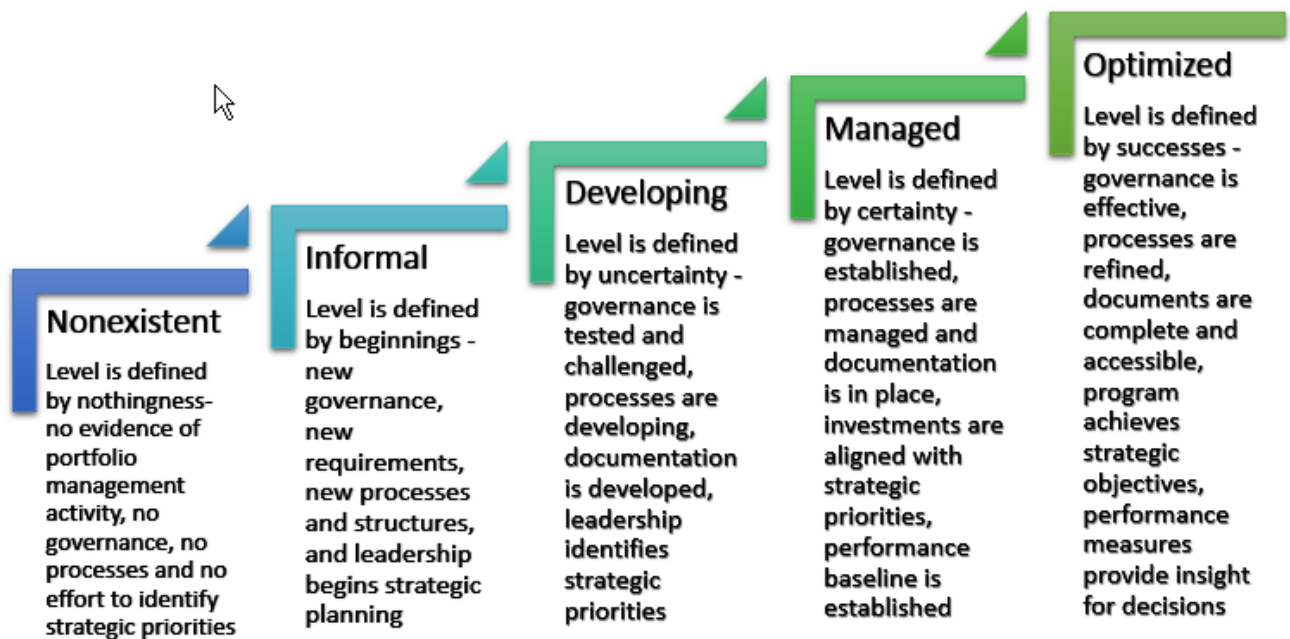 Nonexistent
Level is defined
by nothingness-
no evidence of
portfolio
management
activity, no
governance, no
processes and no
effort to identify
strategic priorities
Informal
Level is defined
by beginnings -
new
governance,
new
requirements,
new processes
and structures,
and leadership
begins strategic
planning
Developing
Level is defined
by uncertainty -
governance is
tested and
challenged,
processes are
developing,
documentation
is developed,
leadership
identifies
strategic
priorities
Managed
Level is defined
by certainty -
governance is
established,
processes are
managed and
documentation
is in place,
investments are
aligned with
strategic
priorities,
performance
baseline is
established
Optimized
Level is defined
by successes -
governance is
effective,
processes are
refined,
documents are
complete and
accessible,
program
achieves
strategic
objectives,
performance
measures
provide insight
for decisions